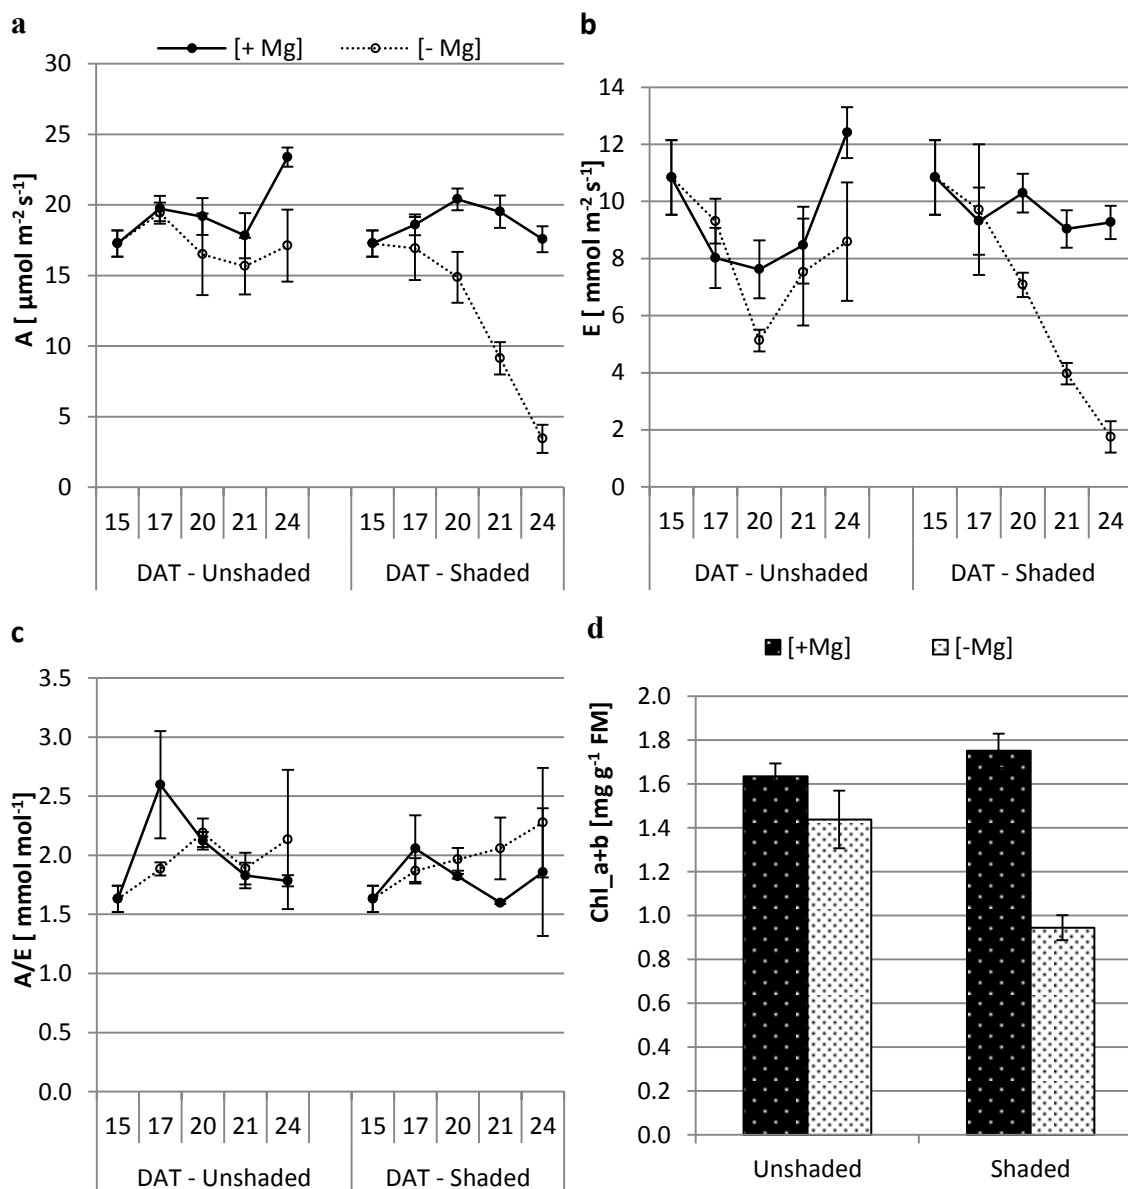 a
[+ Mg] [- Mg]
30
25
20
15
10
5
0
A [ µmol m-2 s-1]
15 17 20 21 24 15 17 20 21 24
DAT - Unshaded DAT - Shaded
b
14
12
10
8
6
4
2
0
E [ mmol m-2 s-1]
15 17 20 21 24 15 17 20 21 24
DAT - Unshaded DAT - Shaded
c
3.5
3.0
2.5
2.0
1.5
1.0
0.5
0.0
A/E [ mmol mol-1]
15 17 20 21 24 15 17 20 21 24
DAT - Unshaded DAT - Shaded
d
[+Mg] [-Mg]
2.0
1.8
1.6
1.4
1.2
1.0
0.8
0.6
0.4
0.2
0.0
Chl_a+b [mg g-1 FM]
Unshaded Shaded